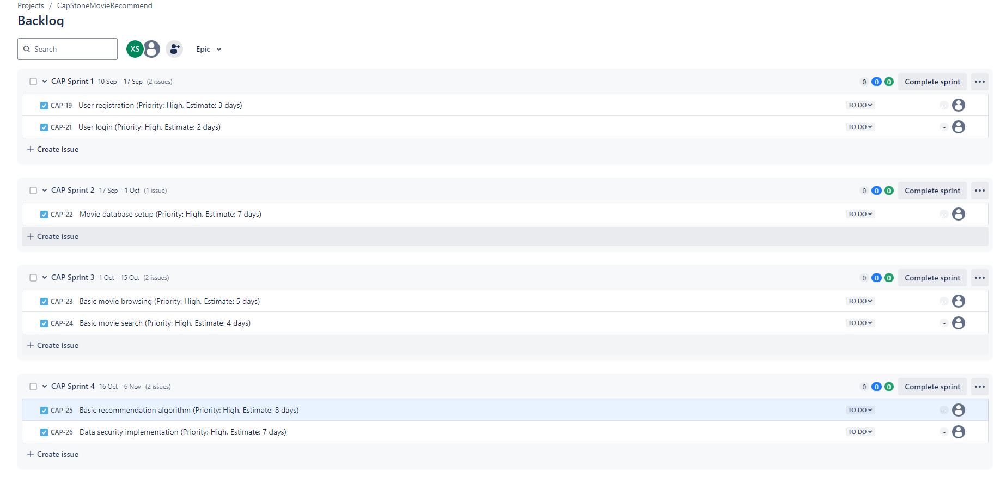 Projects / CapStoneMovieRecommend
Backlog
Search XS Epic
CAP Sprint 1 10 Sep – 17 Sep (2 issues) 0 0 0 Complete sprint
CAP-19 User registration (Priority: High, Estimate: 3 days) TO DO -
CAP-21 User login (Priority: High, Estimate: 2 days) TO DO -
+ Create issue
CAP Sprint 2 17 Sep – 1 Oct (1 issue) 0 0 0 Complete sprint
CAP-22 Movie database setup (Priority: High, Estimate: 7 days) TO DO -
+ Create issue
CAP Sprint 3 1 Oct – 15 Oct (2 issues) 0 0 0 Complete sprint
CAP-23 Basic movie browsing (Priority: High, Estimate: 5 days) TO DO -
CAP-24 Basic movie search (Priority: High, Estimate: 4 days) TO DO -
+ Create issue
CAP Sprint 4 16 Oct – 6 Nov (2 issues) 0 0 0 Complete sprint
CAP-25 Basic recommendation algorithm (Priority: High, Estimate: 8 days) TO DO -
CAP-26 Data security implementation (Priority: High, Estimate: 7 days) TO DO -
+ Create issue